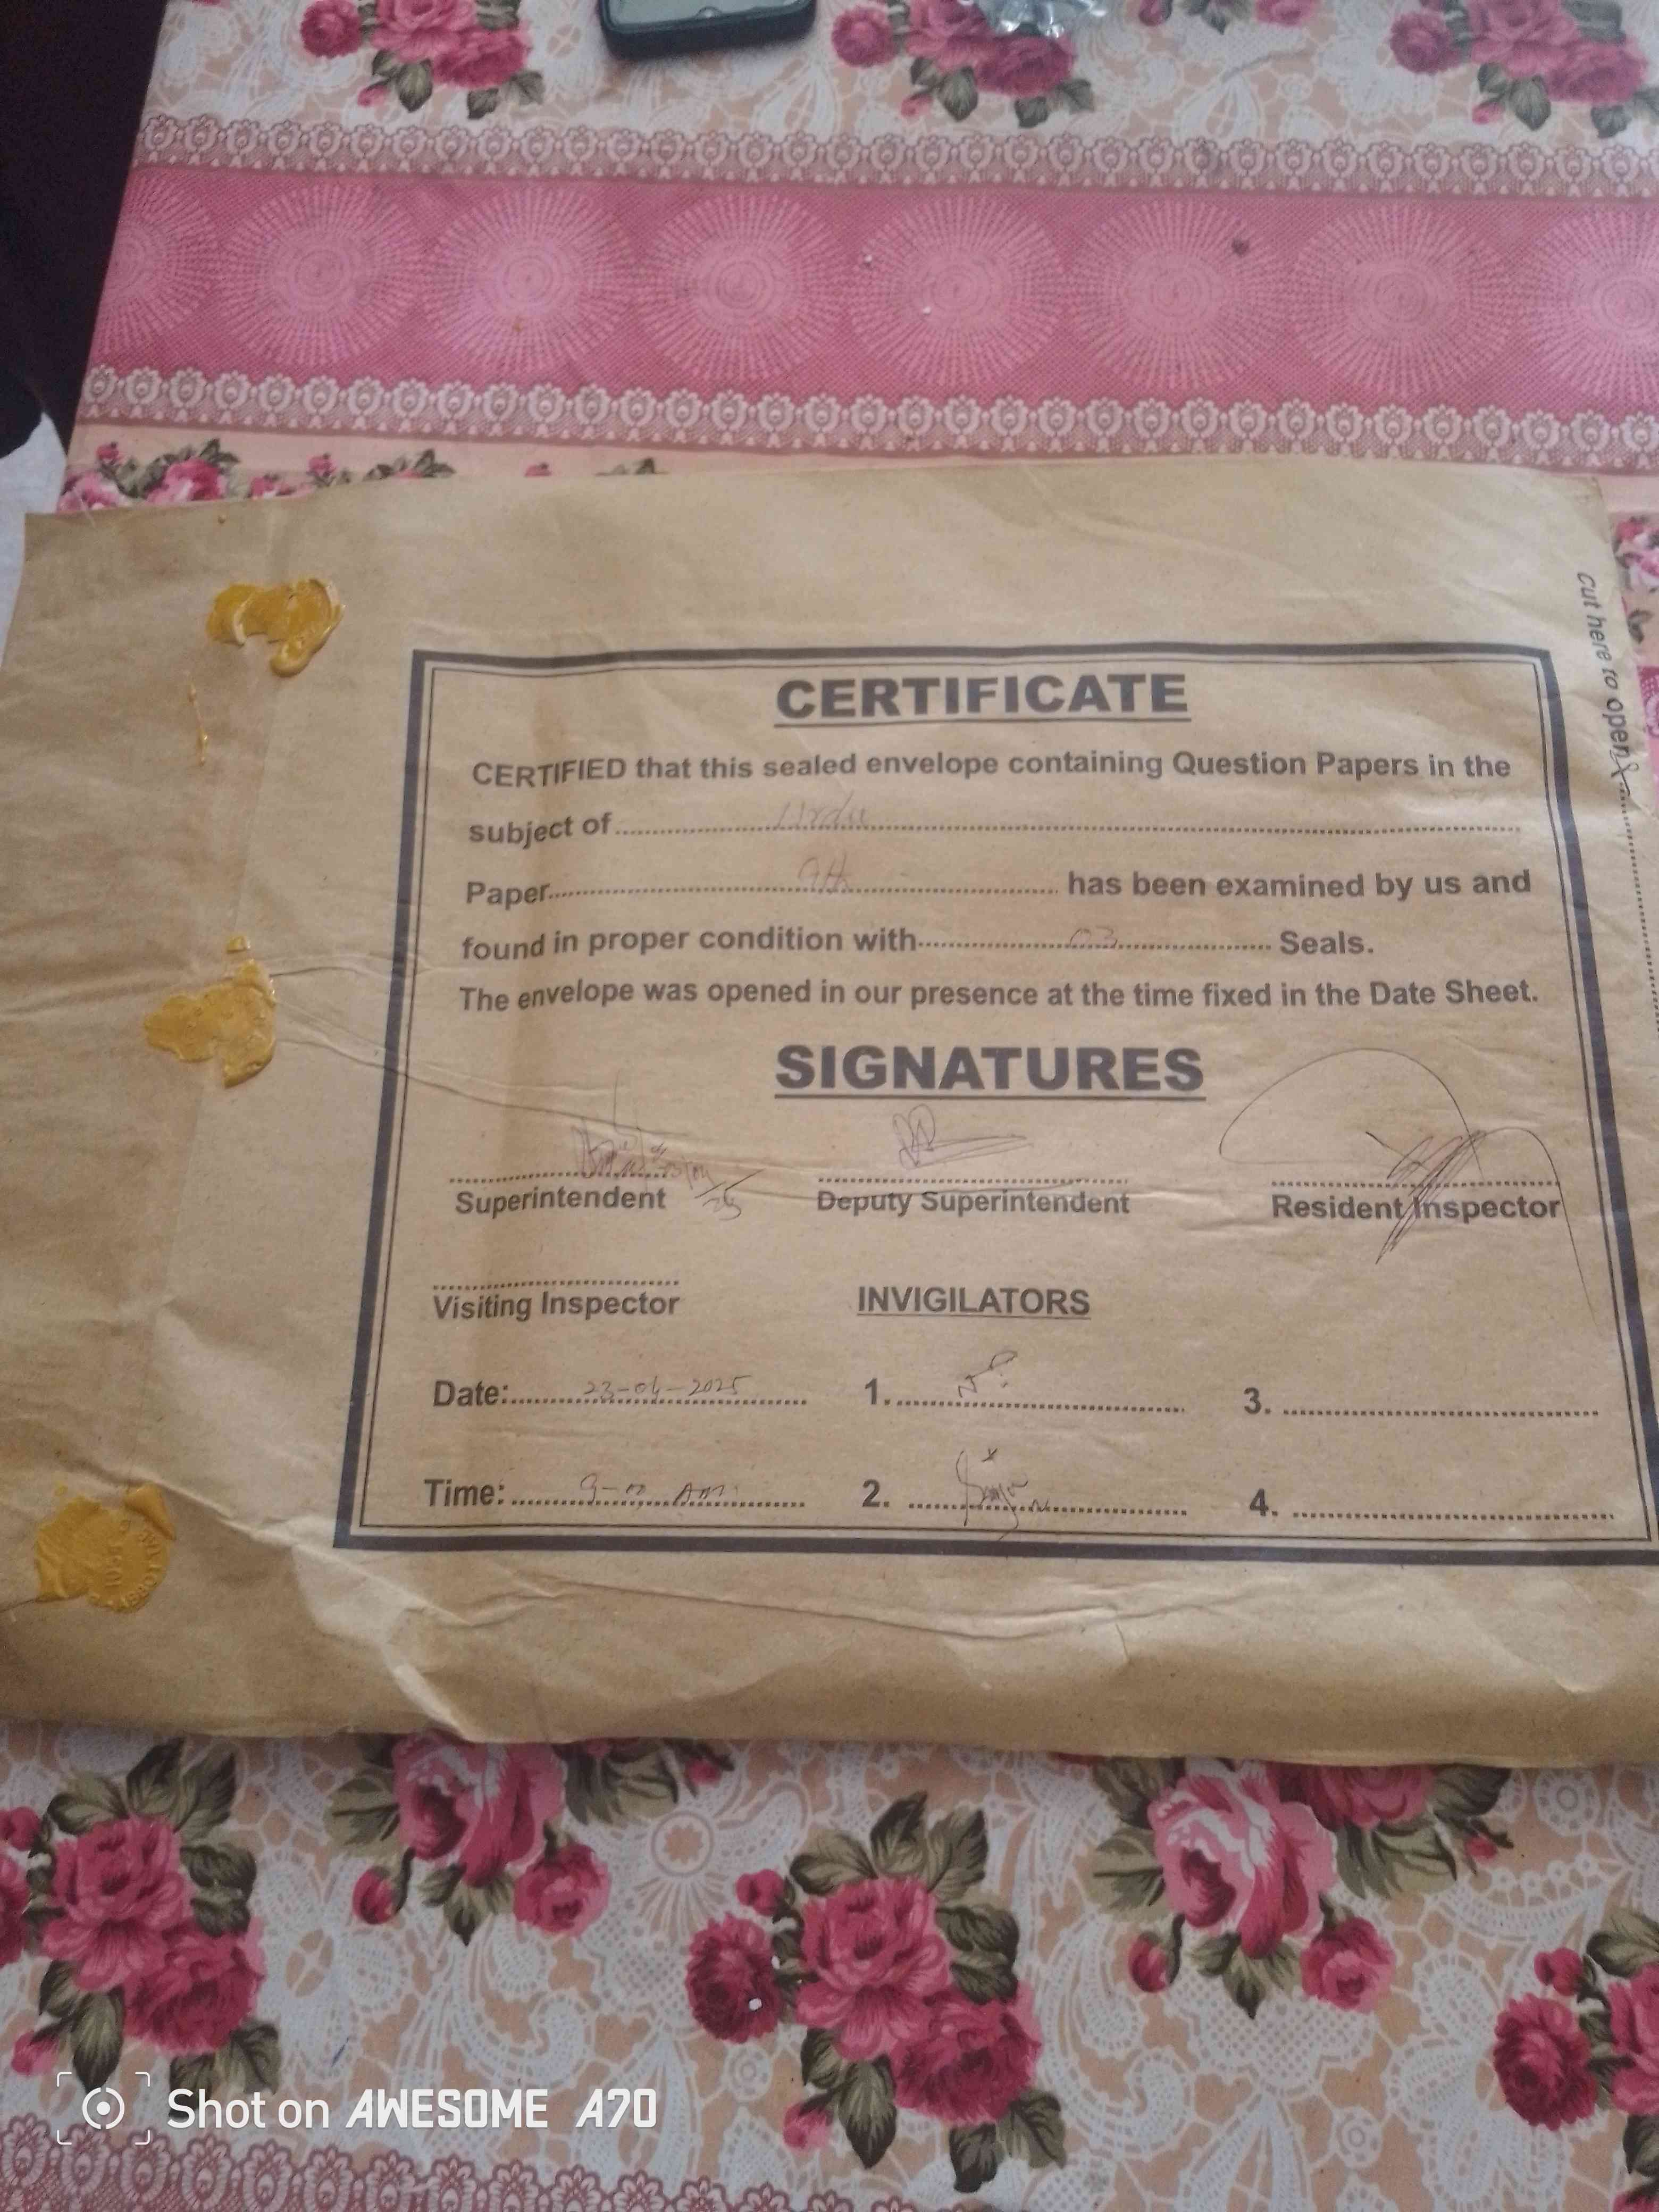 Cut here to open
CERTIFICATE
CERTIFIED that this sealed envelope containing Question Papers in the
subject of Urdu
Paper 9th has been examined by us and
found in proper condition with 03 Seals.
The envelope was opened in our presence at the time fixed in the Date Sheet.
SIGNATURES
Superintendent Deputy Superintendent Resident Inspector
Visiting Inspector INVIGILATORS
Date: 23-04-2025 1. 3.
Time: 9-00 AM 2. 4.
Shot on AWESOME A70